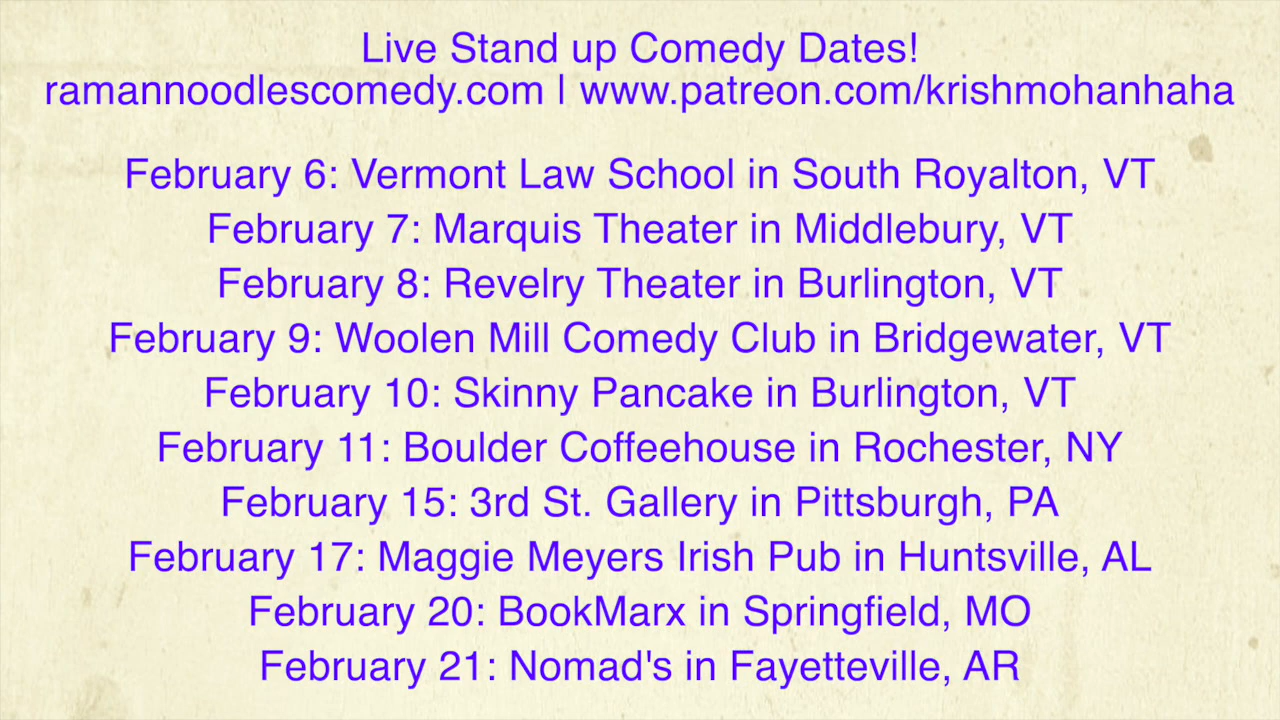 Live Stand up Comedy Dates!
ramannoodlescomedy.com | www.patreon.com/krishmohanhaha
February 6: Vermont Law School in South Royalton, VT
February 7: Marquis Theater in Middlebury, VT
February 8: Revelry Theater in Burlington, VT
February 9: Woolen Mill Comedy Club in Bridgewater, VT
February 10: Skinny Pancake in Burlington, VT
February 11: Boulder Coffeehouse in Rochester, NY
February 15: 3rd St. Gallery in Pittsburgh, PA
February 17: Maggie Meyers Irish Pub in Huntsville, AL
February 20: BookMarx in Springfield, MO
February 21: Nomad's in Fayetteville, AR